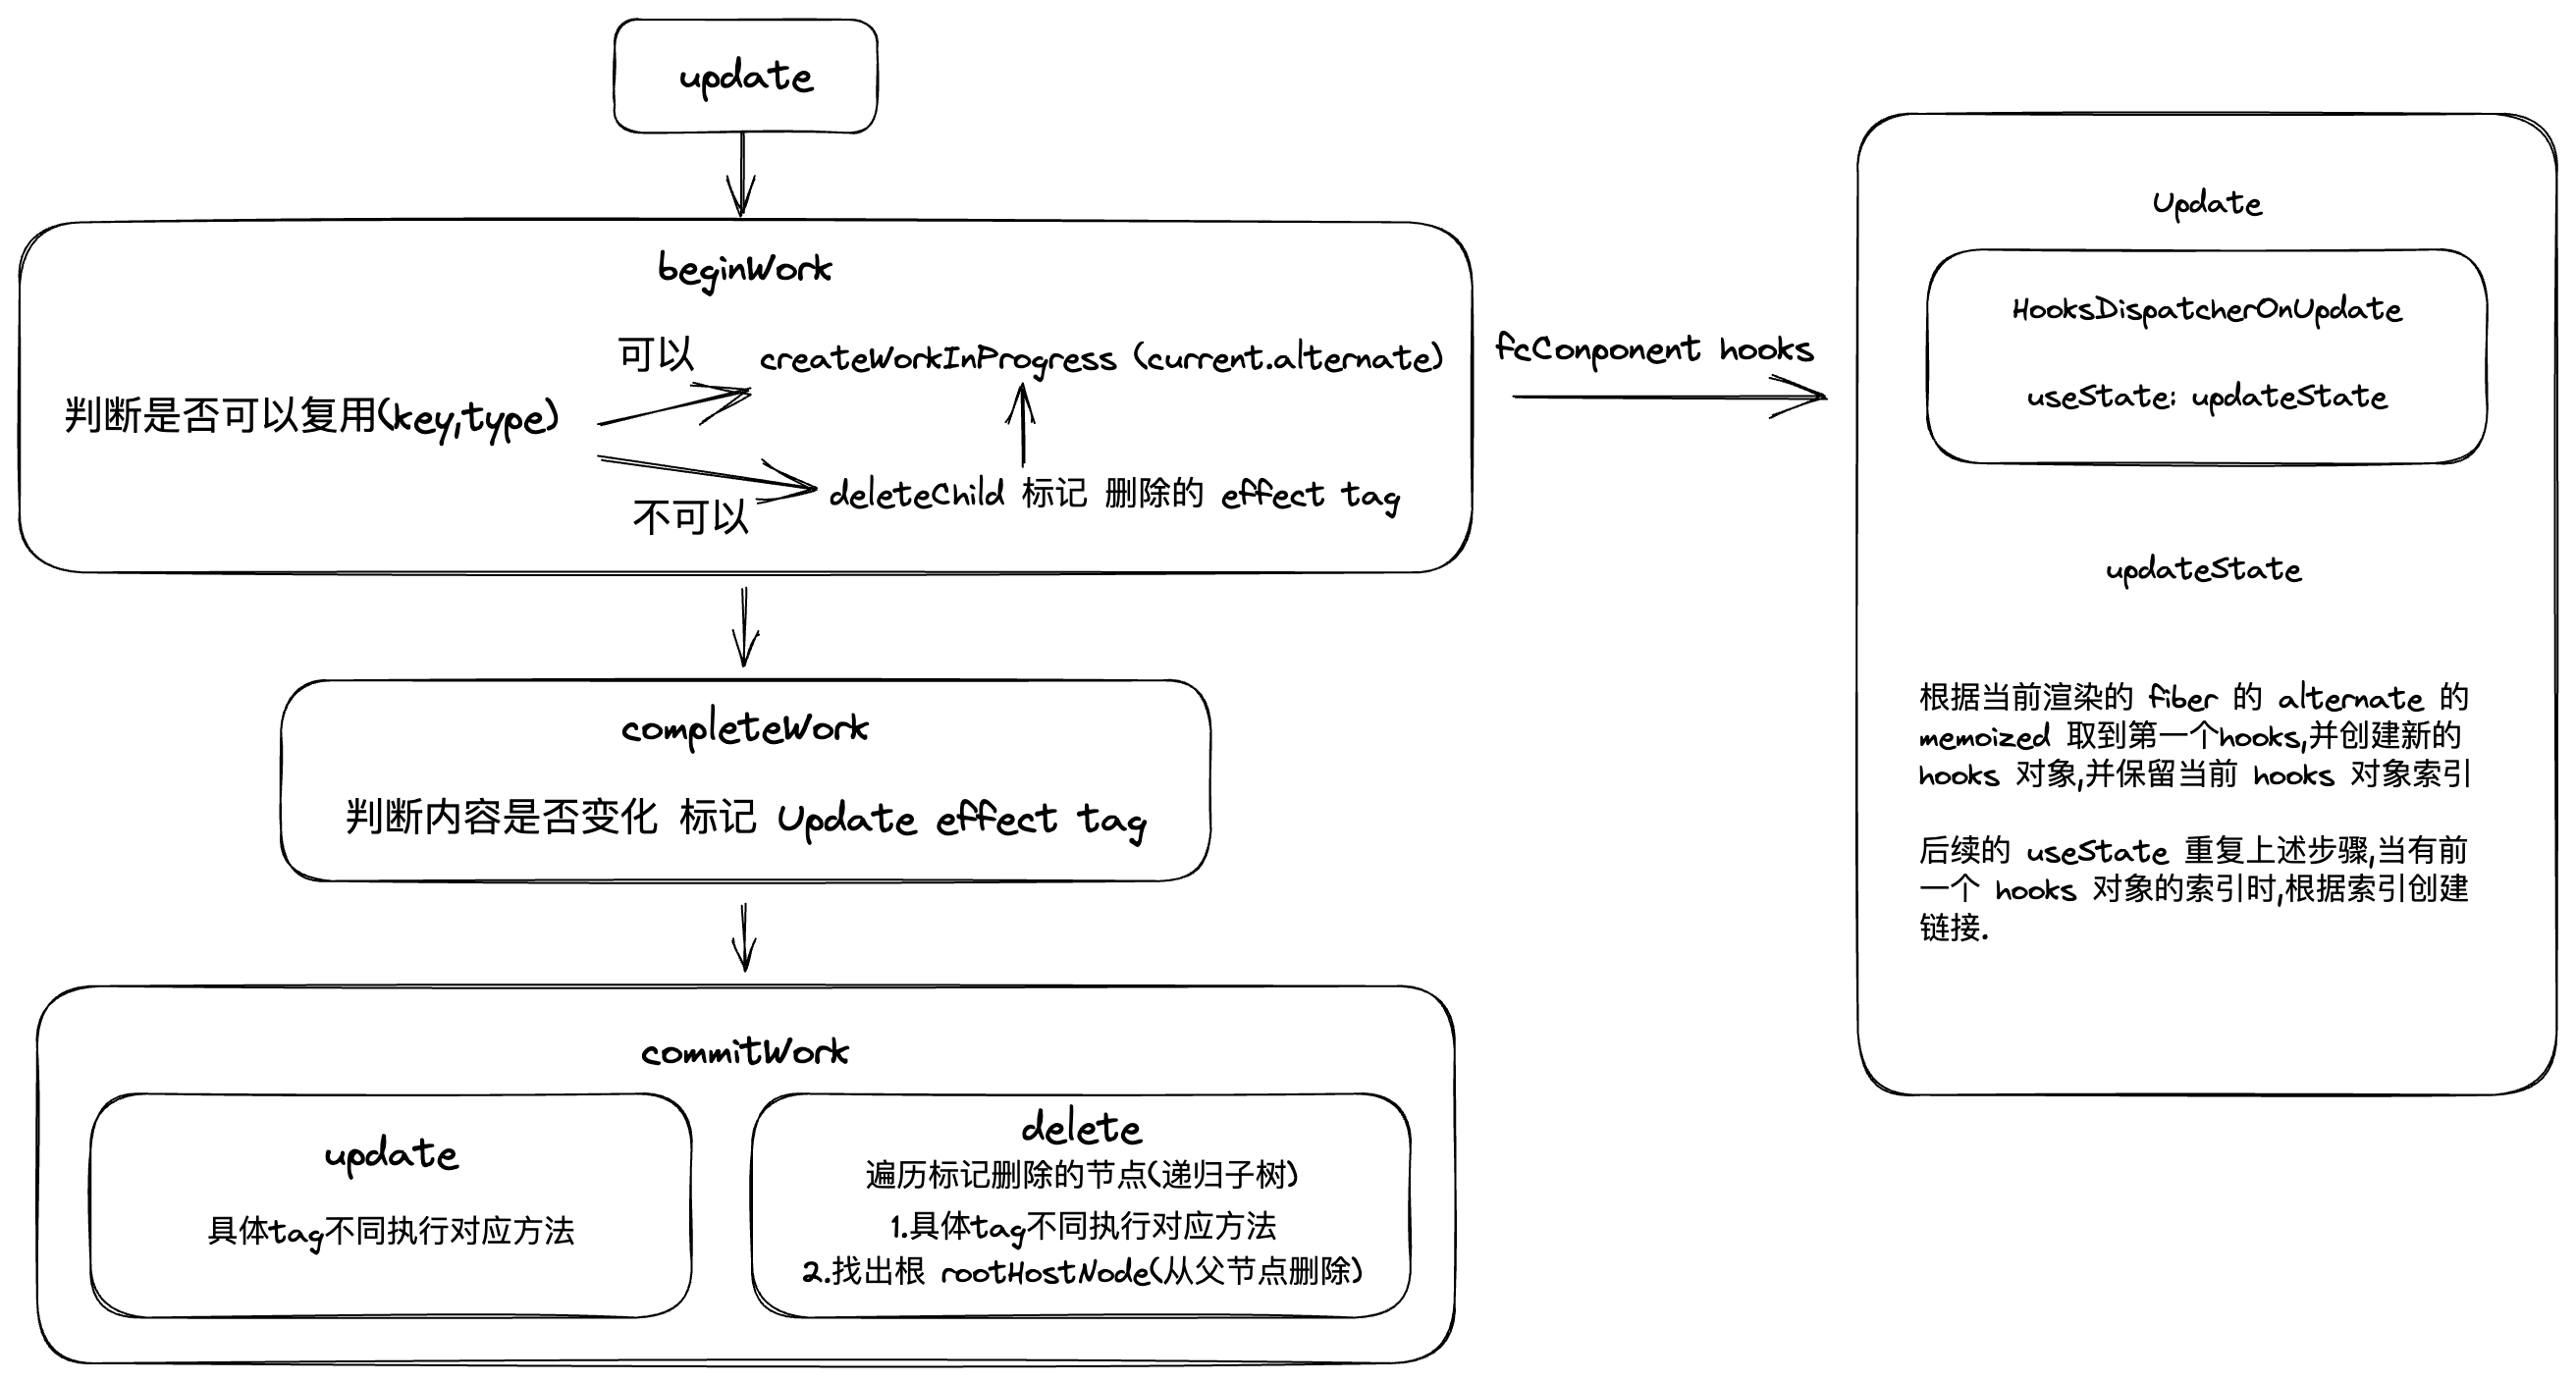 update
beginWork
可以
createWorkInProgress (current.alternate)
判断是否可以复用(key,type)
deleteChild 标记 删除的 effect tag
不可以
fcConponent hooks
completeWork
判断内容是否变化 标记 Update effect tag
commitWork
update
具体tag不同执行对应方法
delete
遍历标记删除的节点(递归子树)
1.具体tag不同执行对应方法
2.找出根 rootHostNode(从父节点删除)
Update
HooksDispatcherOnUpdate
useState: updateState
updateState
根据当前渲染的 fiber 的 alternate 的
memoized 取到第一个hooks,并创建新的
hooks 对象,并保留当前 hooks 对象索引
后续的 useState 重复上述步骤,当有前
一个 hooks 对象的索引时,根据索引创建
链接.